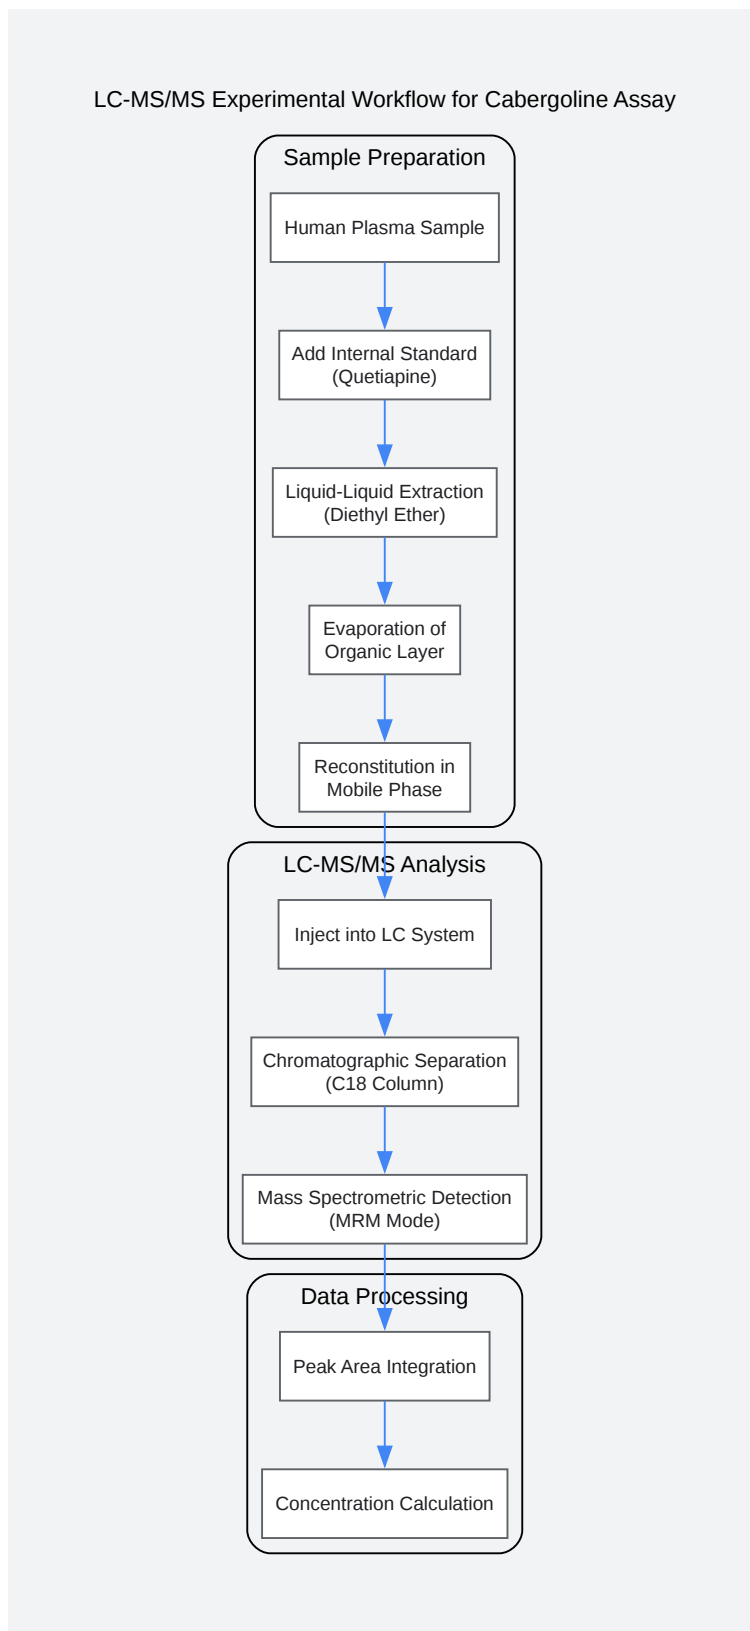 LC-MS/MS Experimental Workflow for Cabergoline Assay
Sample Preparation
Human Plasma Sample
Add Internal Standard
(Quetiapine)
Liquid-Liquid Extraction
(Diethyl Ether)
Evaporation of
Organic Layer
Reconstitution in
Mobile Phase
LC-MS/MS Analysis
Inject into LC System
Chromatographic Separation
(C18 Column)
Mass Spectrometric Detection
(MRM Mode)
Data Processing
Peak Area Integration
Concentration Calculation